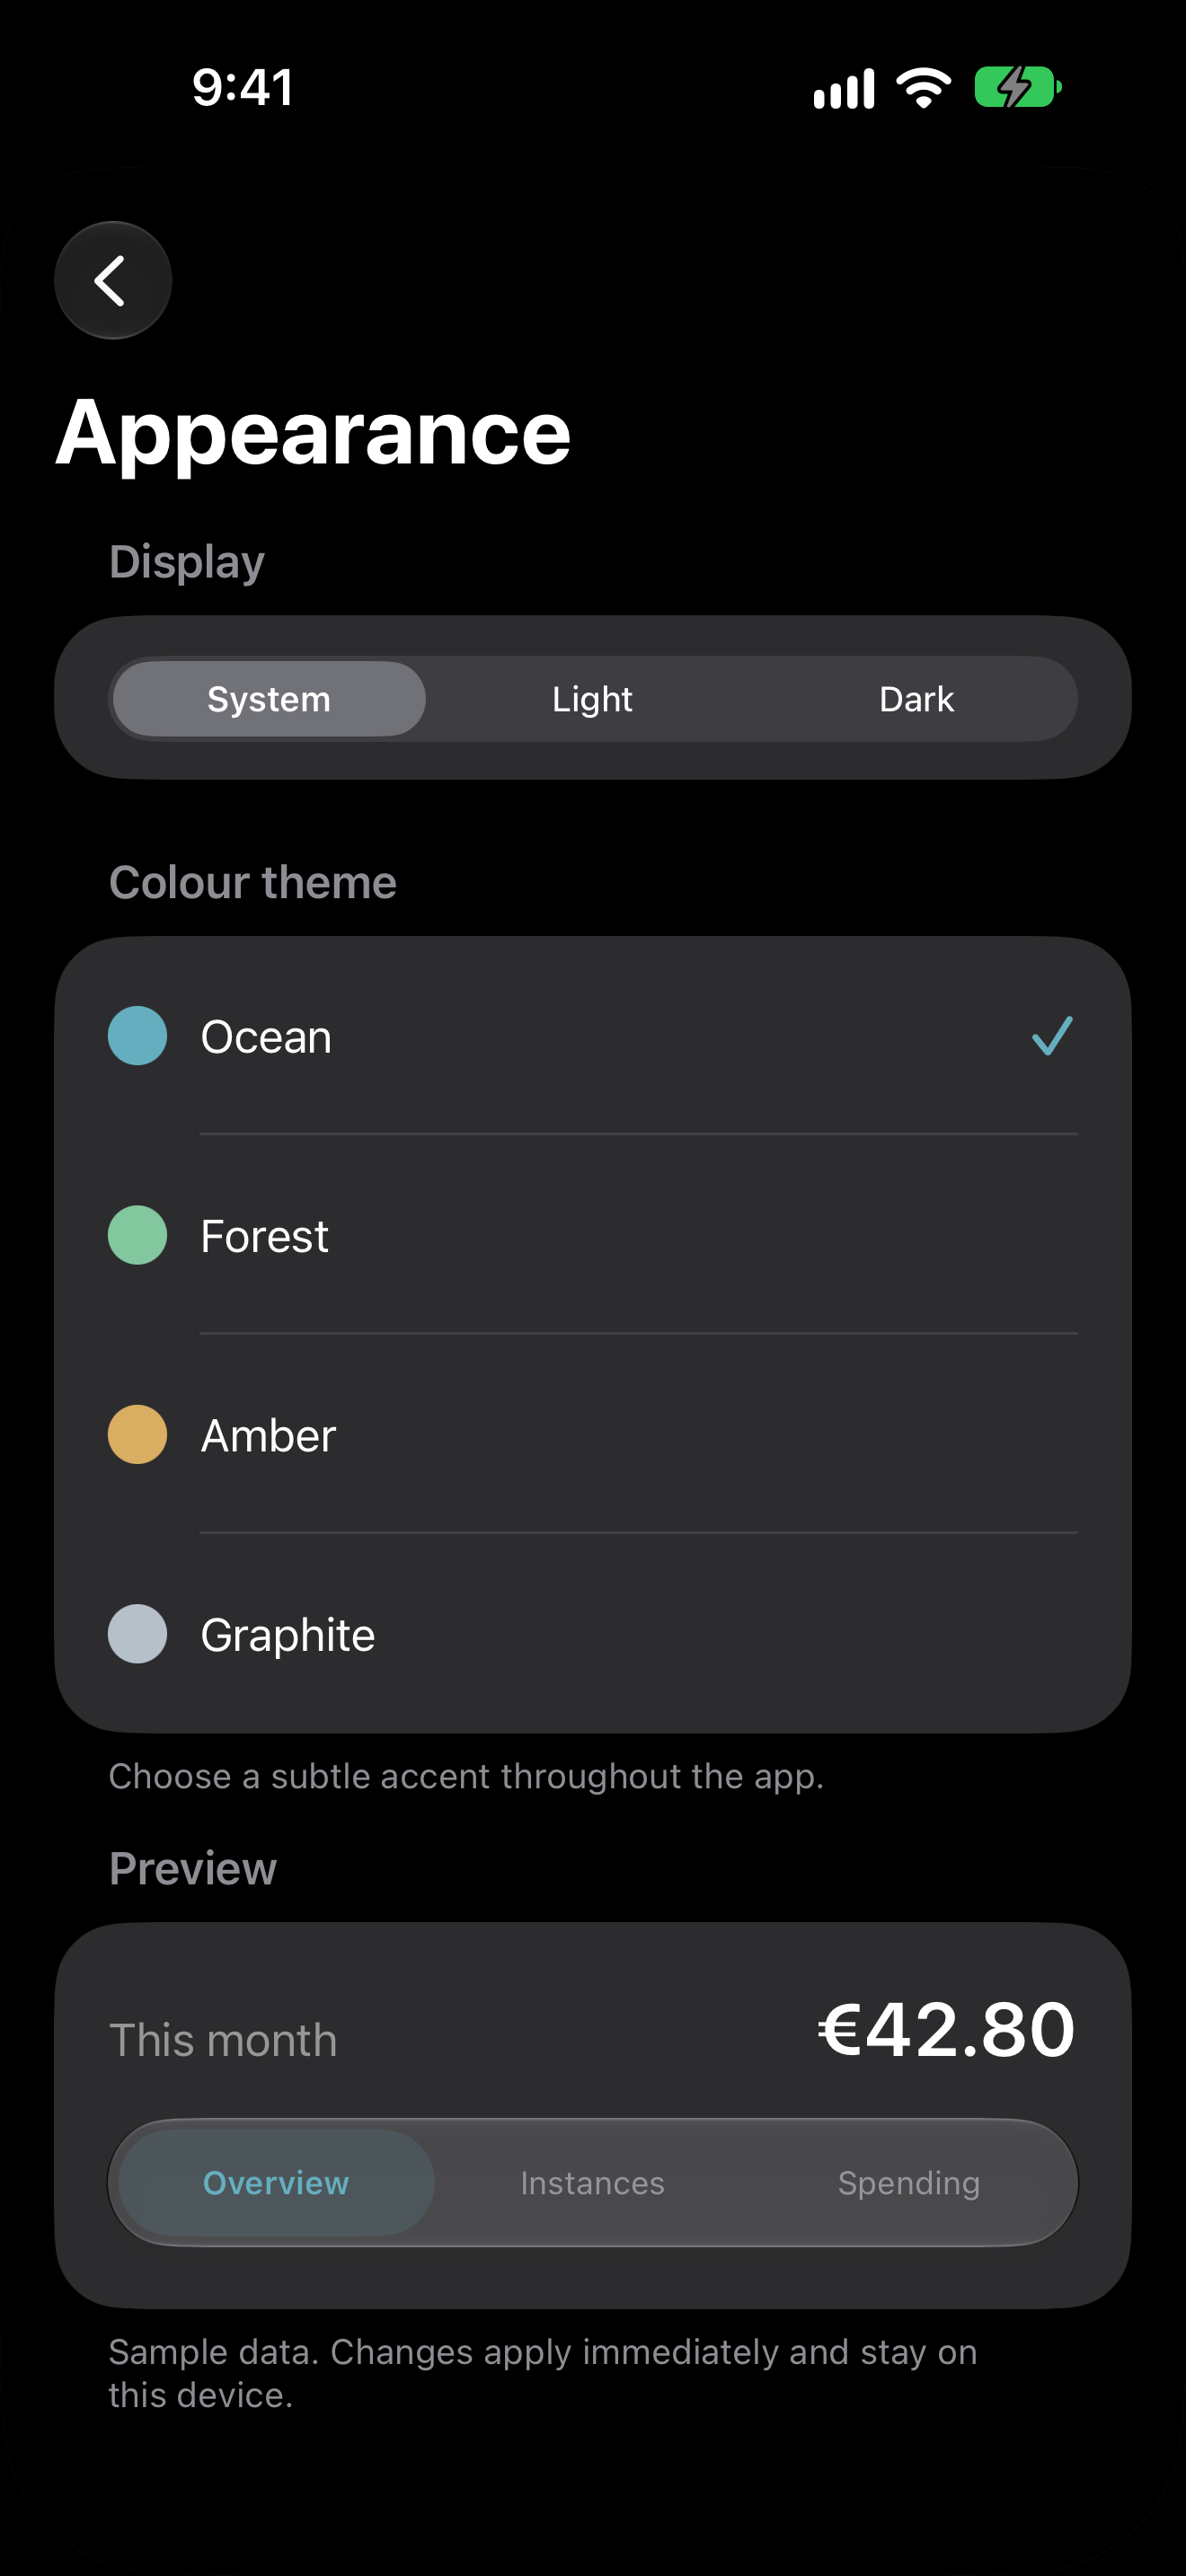 9:41
Appearance
Display
System Light Dark
Colour theme
Ocean
Forest
Amber
Graphite
Choose a subtle accent throughout the app.
Preview
This month €42.80
Overview Instances Spending
Sample data. Changes apply immediately and stay on
this device.